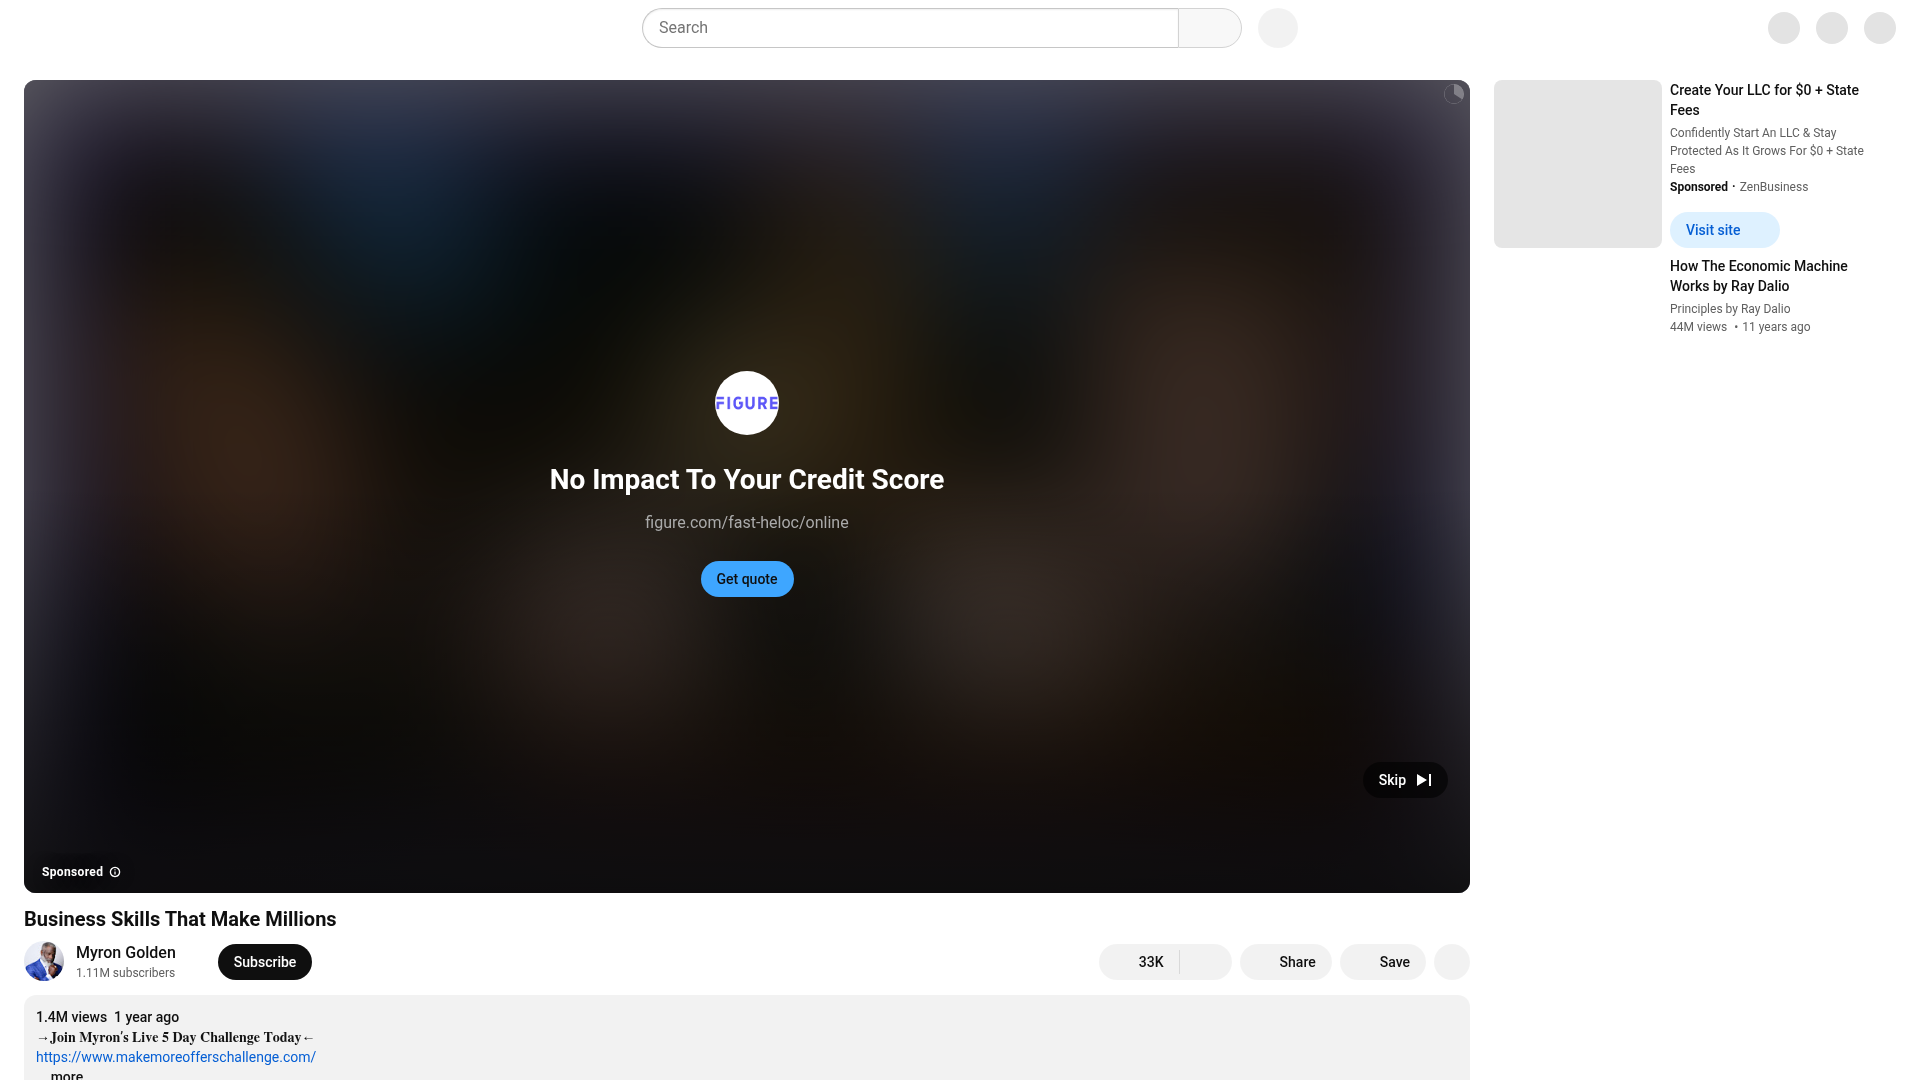 Search
FIGURE
No Impact To Your Credit Score
figure.com/fast-heloc/online
Get quote
Skip
Sponsored
Business Skills That Make Millions
Myron Golden
1.11M subscribers
Subscribe
33K
Share
Save
1.4M views 1 year ago
→Join Myron's Live 5 Day Challenge Today←
https://www.makemoreofferschallenge.com/
more
Create Your LLC for $0 + State
Fees
Confidently Start An LLC & Stay
Protected As It Grows For $0 + State
Fees
Sponsored · ZenBusiness
Visit site
How The Economic Machine
Works by Ray Dalio
Principles by Ray Dalio
44M views • 11 years ago